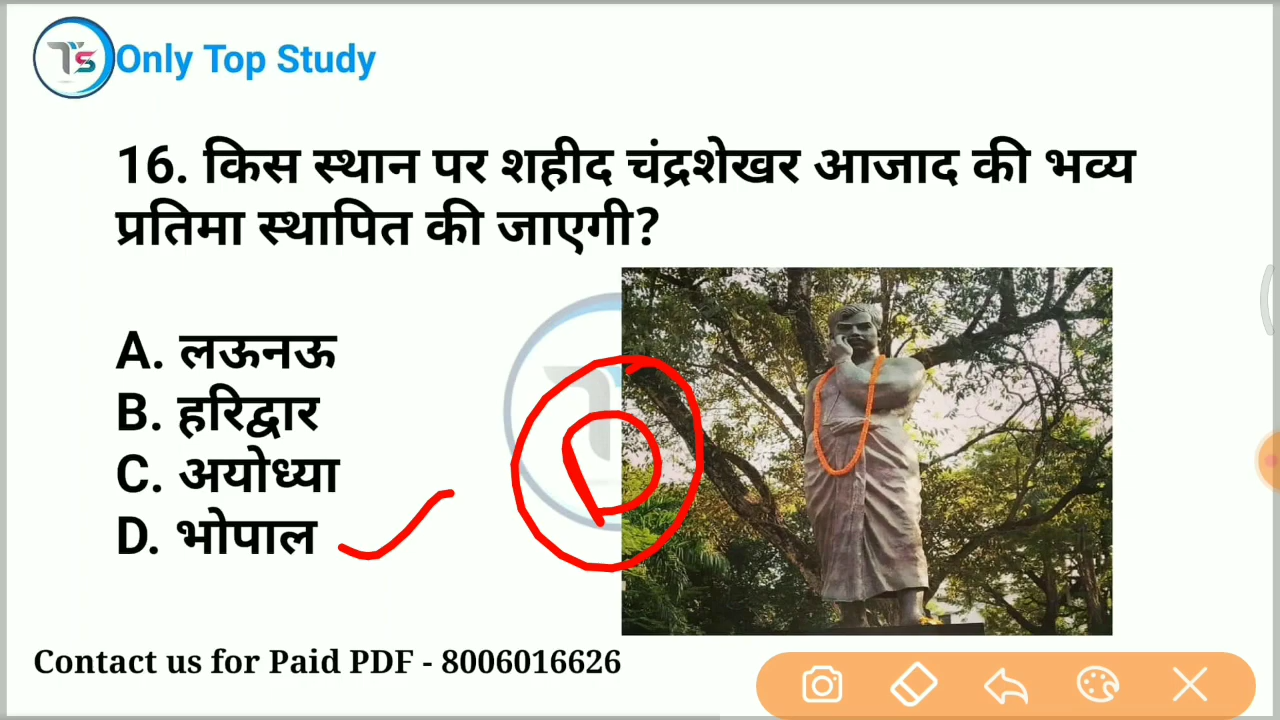 TS Only Top Study
16. किस स्थान पर शहीद चंद्रशेखर आजाद की भव्य
प्रतिमा स्थापित की जाएगी?
A. लऊनऊ
B. हरिद्वार
C. अयोध्या
D. भोपाल
D
Contact us for Paid PDF - 8006016626